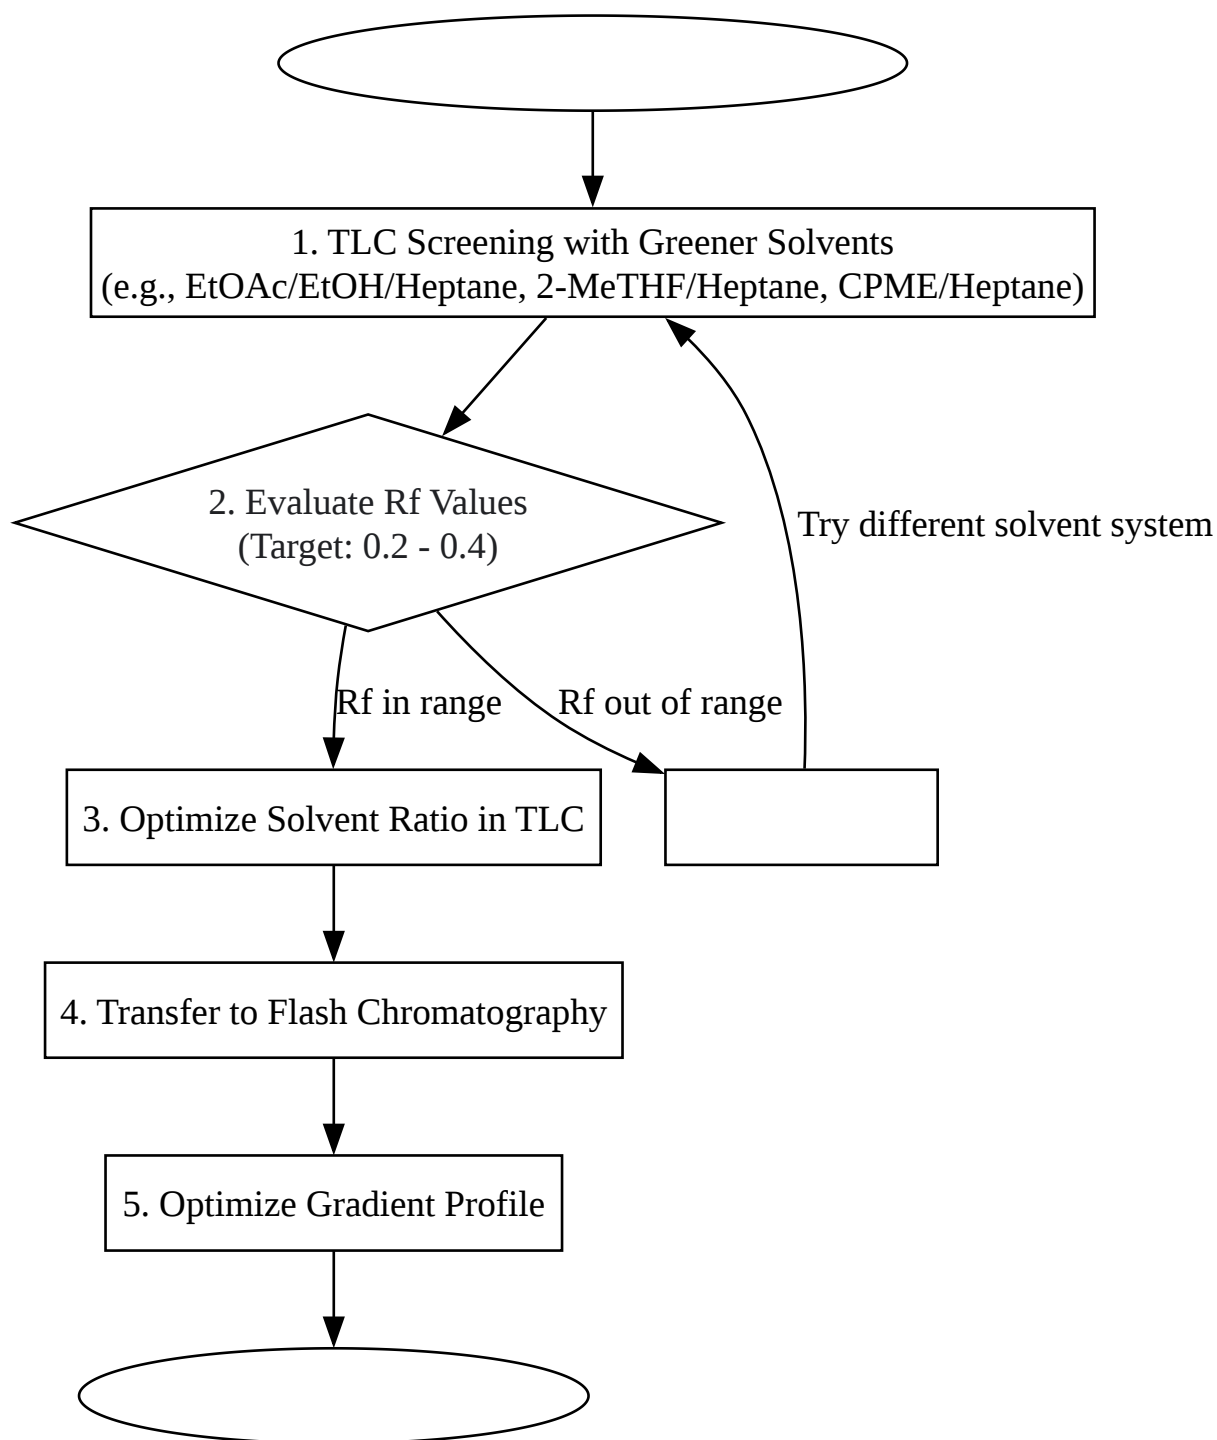 1. TLC Screening with Greener Solvents
(e.g., EtOAc/EtOH/Heptane, 2-MeTHF/Heptane, CPME/Heptane)
2. Evaluate Rf Values
(Target: 0.2 - 0.4)
Try different solvent system
Rf in range
Rf out of range
3. Optimize Solvent Ratio in TLC
4. Transfer to Flash Chromatography
5. Optimize Gradient Profile